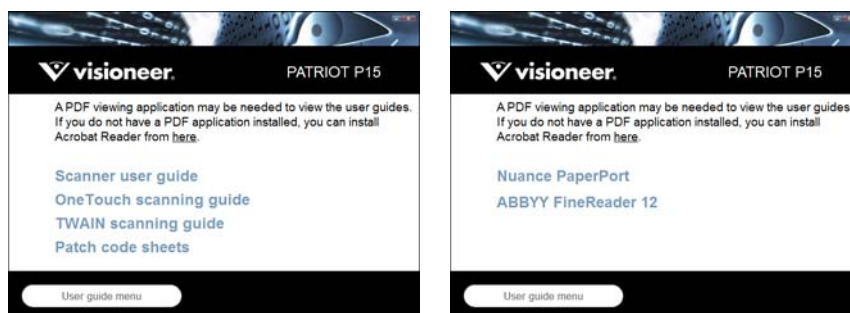 visioneer.
PATRIOT P15
A PDF viewing application may be needed to view the user guides.
If you do not have a PDF application installed, you can install
Acrobat Reader from here.
Scanner user guide
OneTouch scanning guide
TWAIN scanning guide
Patch code sheets
User guide menu
visioneer.
PATRIOT P15
A PDF viewing application may be needed to view the user guides
If you do not have a PDF application installed, you can install
Acrobat Reader from here.
Nuance PaperPort
ABBYY FineReader 12
User guide menu